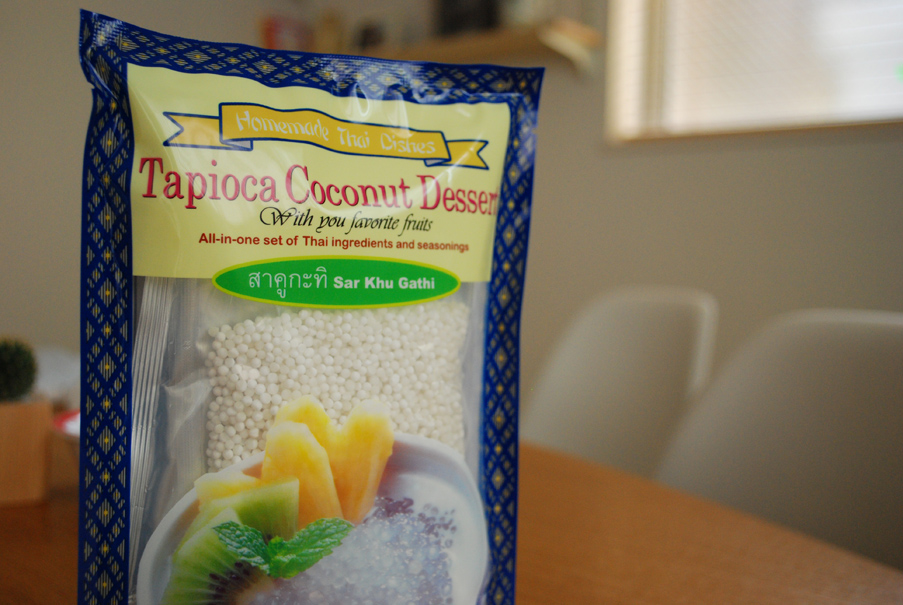 Homemade Thai Dishes
Tapioca Coconut Dessert
With you favorite fruits
All-in-one set of Thai ingredients and seasonings
สาคูกะทิ Sar Khu Gathi